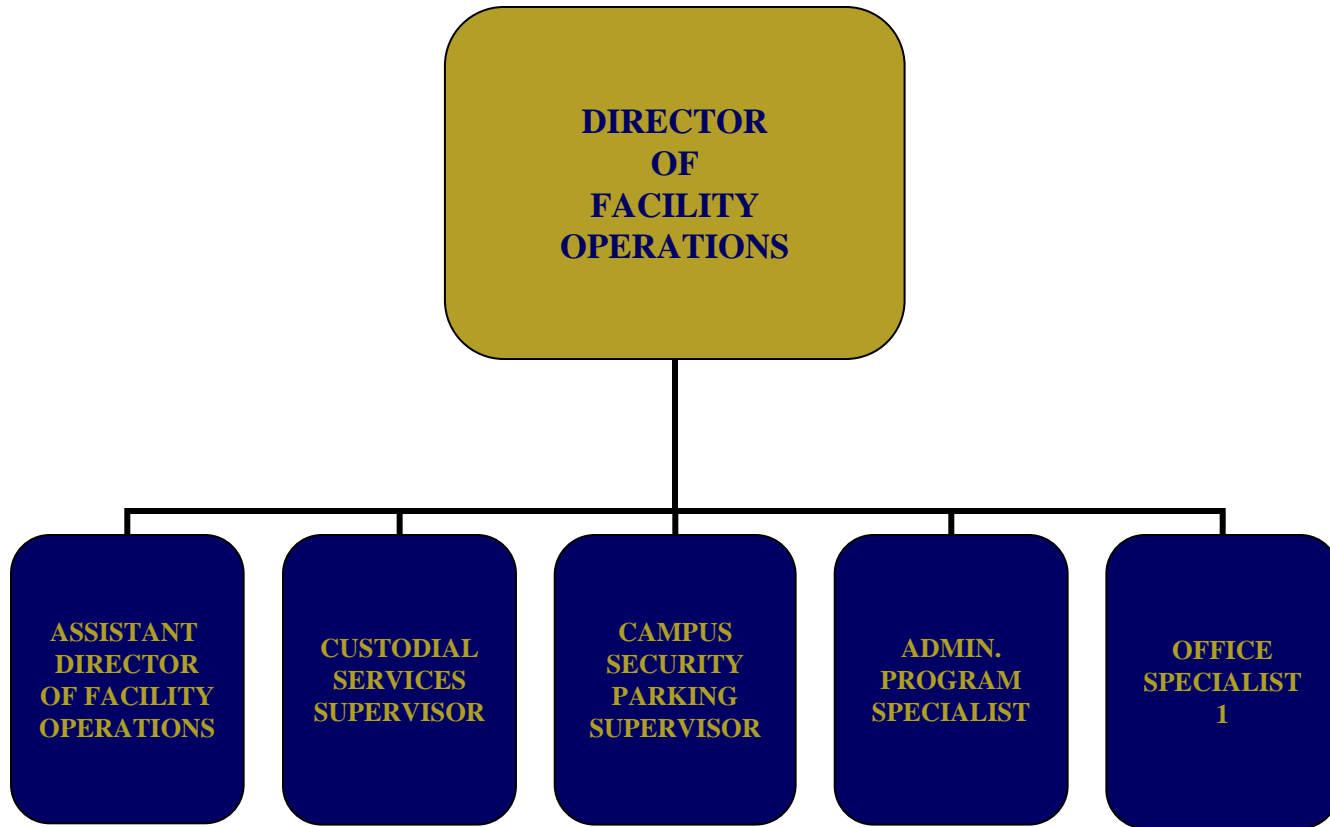 DIRECTOR
OF
FACILITY
OPERATIONS
ASSISTANT
DIRECTOR
OF FACILITY
OPERATIONS
CUSTODIAL
SERVICES
SUPERVISOR
CAMPUS
SECURITY
PARKING
SUPERVISOR
ADMIN.
PROGRAM
SPECIALIST
OFFICE
SPECIALIST
1